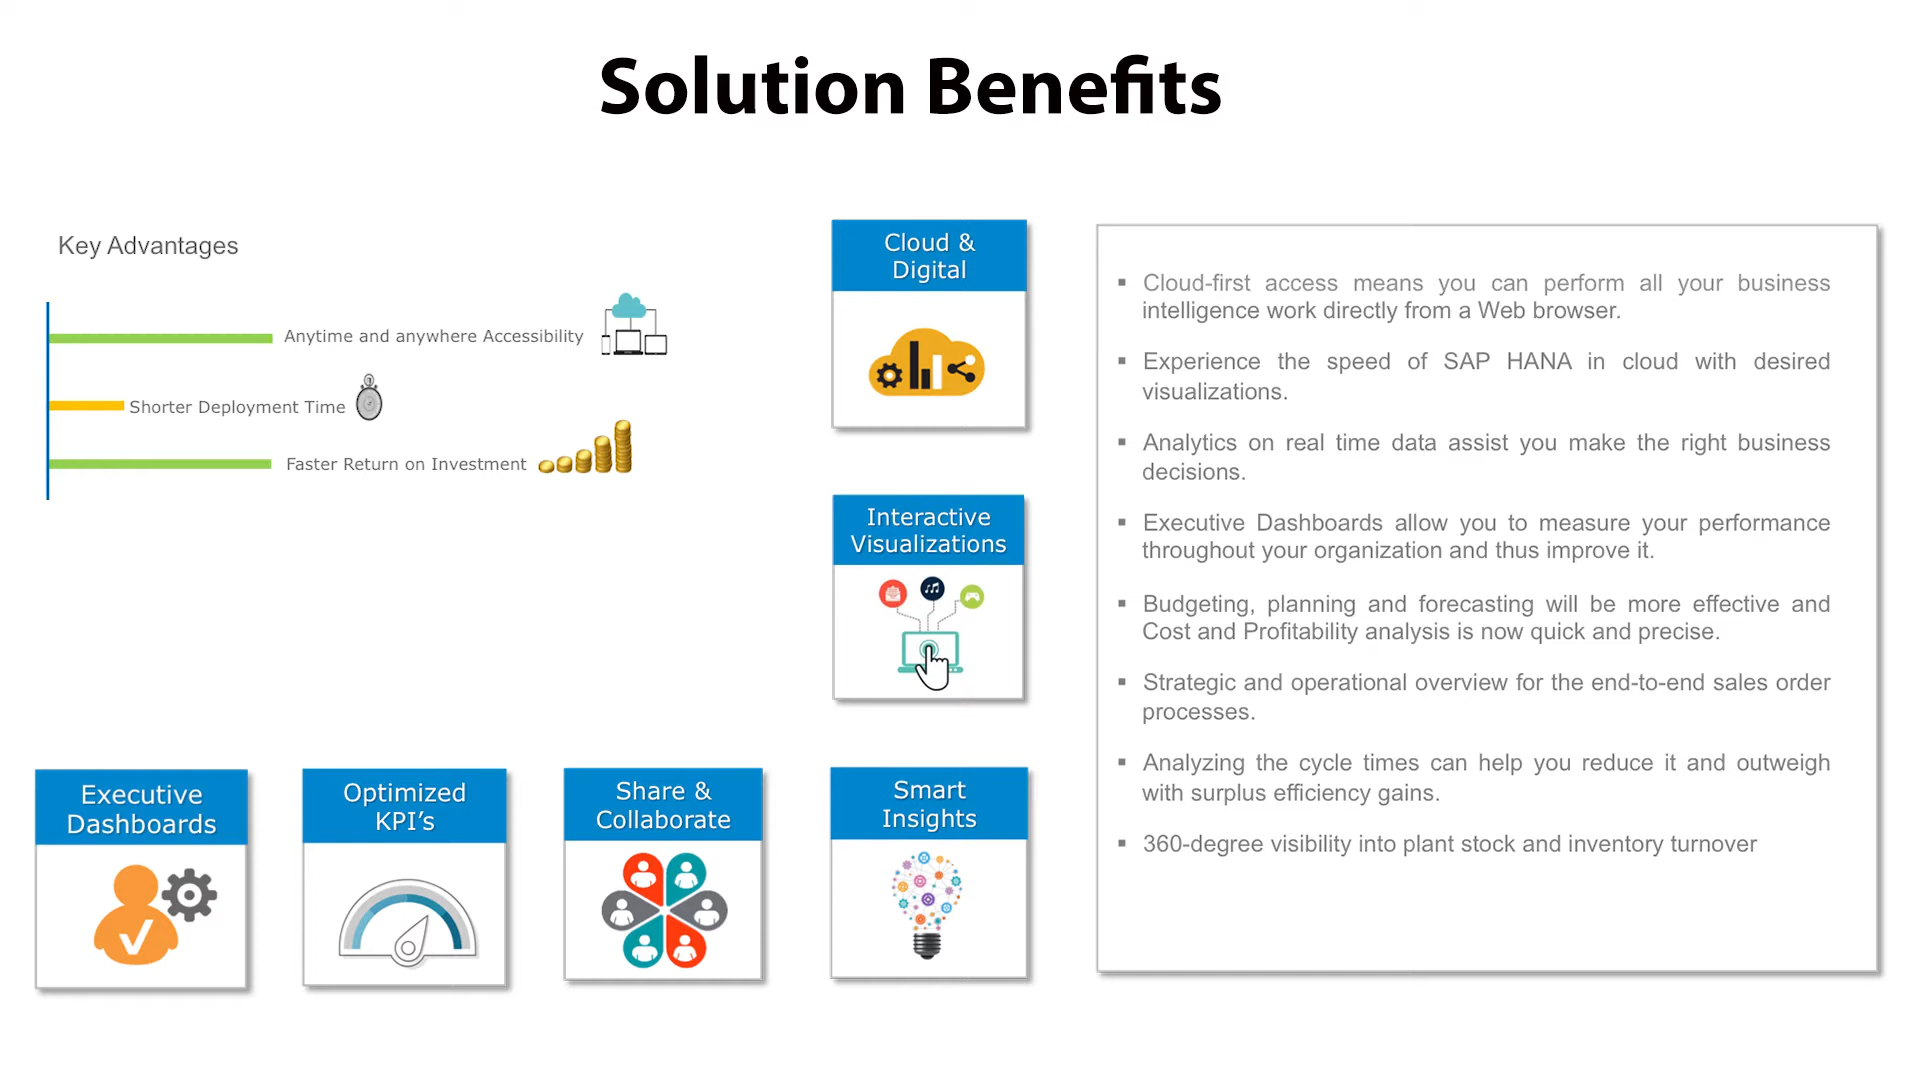 Solution Benefits
Key Advantages
Anytime and anywhere Accessibility
Shorter Deployment Time
Faster Return on Investment
Cloud &
Digital
Interactive
Visualizations
Executive
Dashboards
Optimized
KPI's
Share &
Collaborate
Smart
Insights
▪ Cloud-first access means you can perform all your business
intelligence work directly from a Web browser.
▪ Experience the speed of SAP HANA in cloud with desired
visualizations.
▪ Analytics on real time data assist you make the right business
decisions.
▪ Executive Dashboards allow you to measure your performance
throughout your organization and thus improve it.
▪ Budgeting, planning and forecasting will be more effective and
Cost and Profitability analysis is now quick and precise.
▪ Strategic and operational overview for the end-to-end sales order
processes.
▪ Analyzing the cycle times can help you reduce it and outweigh
with surplus efficiency gains.
▪ 360-degree visibility into plant stock and inventory turnover